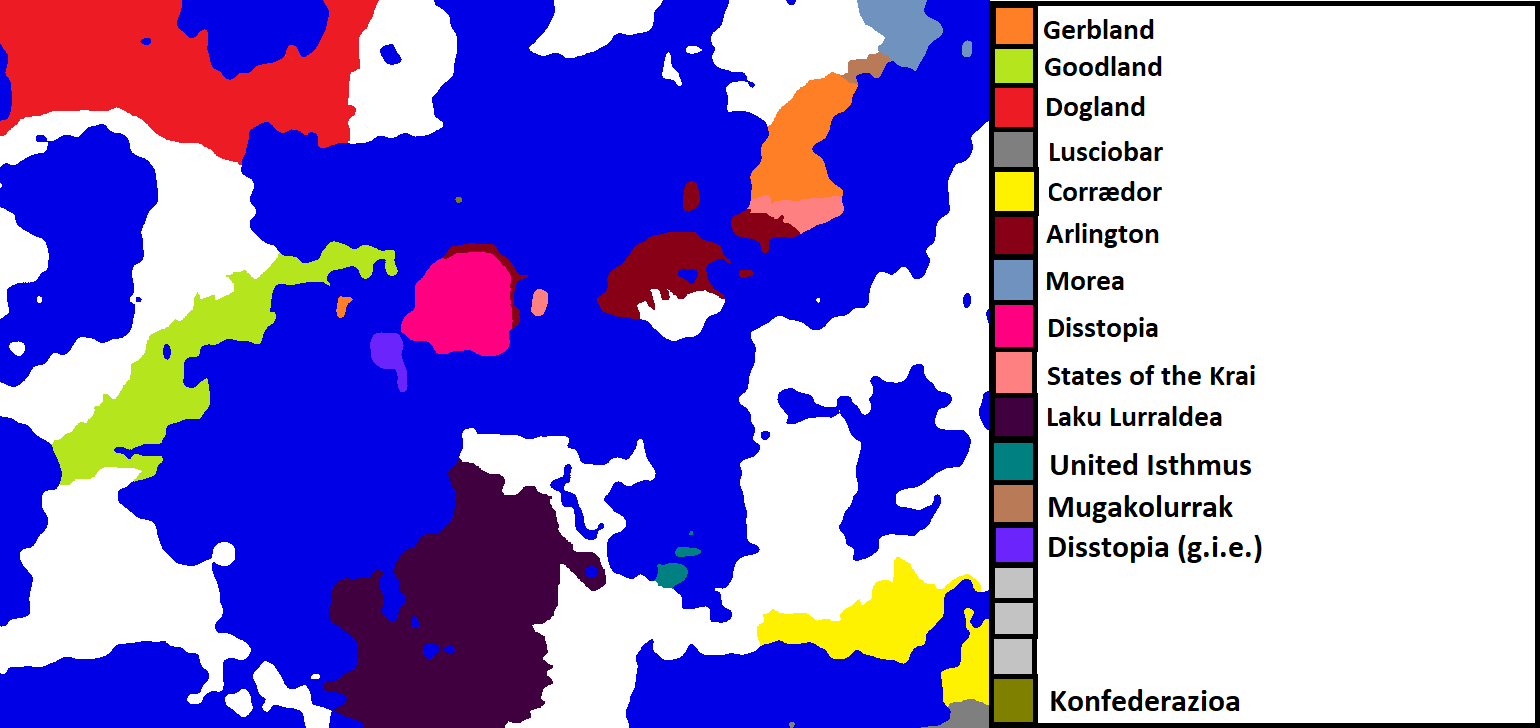 Gerbland
Goodland
Dogland
Lusciobar
Corrædor
Arlington
Morea
Disstopia
States of the Krai
Laku Lurraldea
United Isthmus
Mugakolurrak
Disstopia (g.i.e.)
Konfederazioa